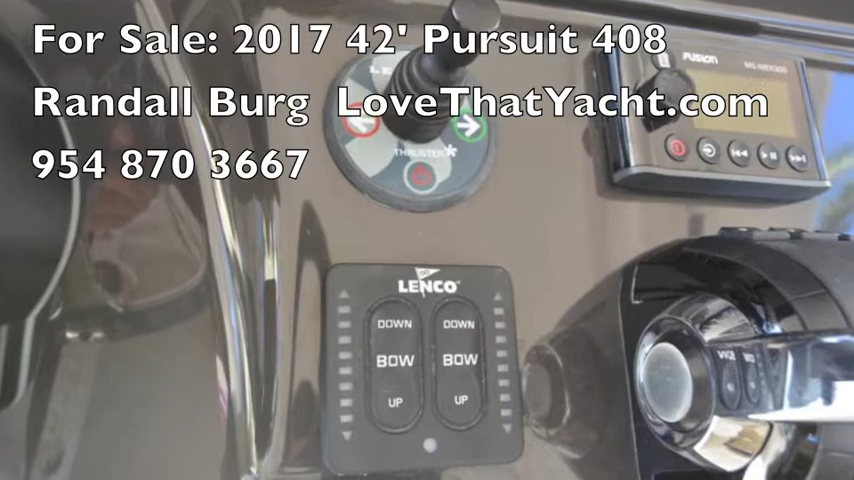 For Sale: 2017 42' Pursuit 408
Randall Burg LoveThatYacht.com
954 870 3667
FUSION
THRUSTER
LENCO
DOWN DOWN
BOW BOW
UP UP